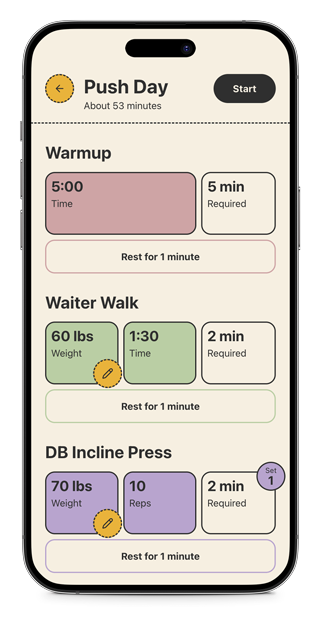 Push Day
About 53 minutes
Start
Warmup
5:00
Time
5 min
Required
Rest for 1 minute
Waiter Walk
60 lbs
Weight
1:30
Time
2 min
Required
Rest for 1 minute
DB Incline Press
70 lbs
Weight
10
Reps
2 min
Required
Set
1
Rest for 1 minute